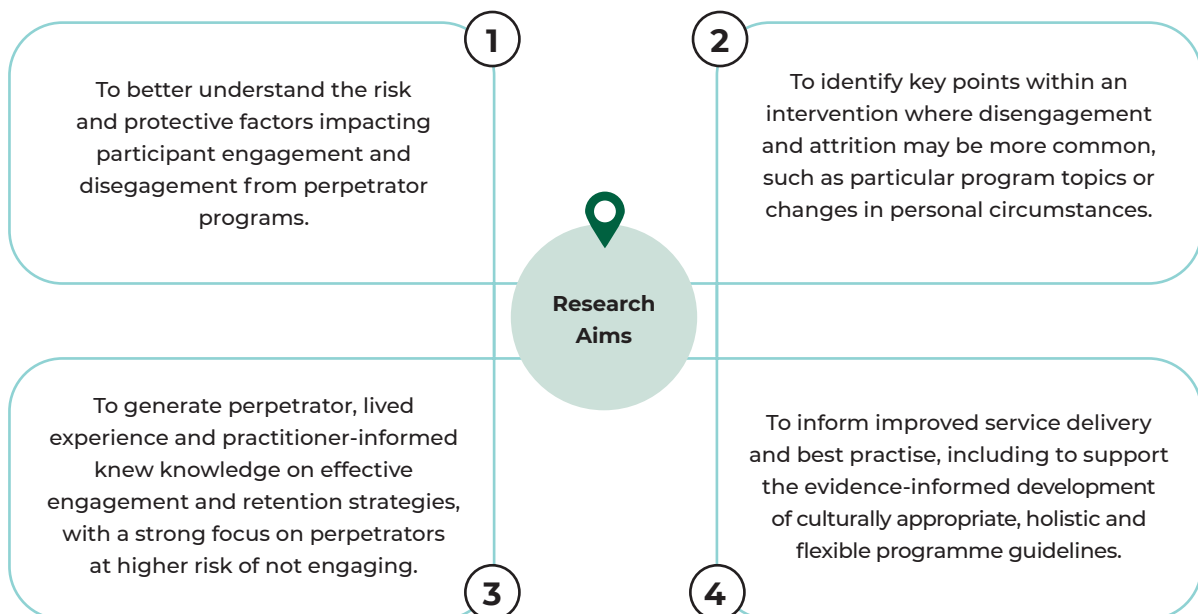 1
To better understand the risk
and protective factors impacting
participant engagement and
disegagement from perpetrator
programs.
2
To identify key points within an
intervention where disengagement
and attrition may be more common,
such as particular program topics or
changes in personal circumstances.
Research
Aims
To generate perpetrator, lived
experience and practitioner-informed
knew knowledge on effective
engagement and retention strategies,
with a strong focus on perpetrators
at higher risk of not engaging.
3
To inform improved service delivery
and best practise, including to support
the evidence-informed development
of culturally appropriate, holistic and
flexible programme guidelines.
4